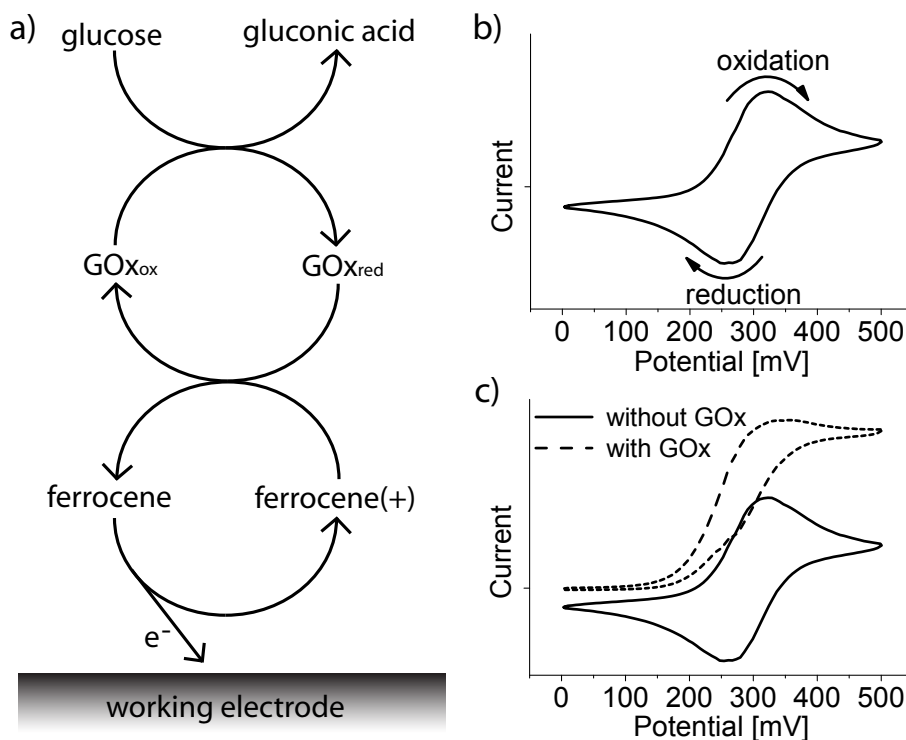 a)
glucose
gluconic acid
GOxox
GOxred
ferrocene
ferrocene(+)
e⁻
working electrode
b)
oxidation
Current
reduction
0 100 200 300 400 500
Potential [mV]
c)
without GOx
with GOx
Current
0 100 200 300 400 500
Potential [mV]